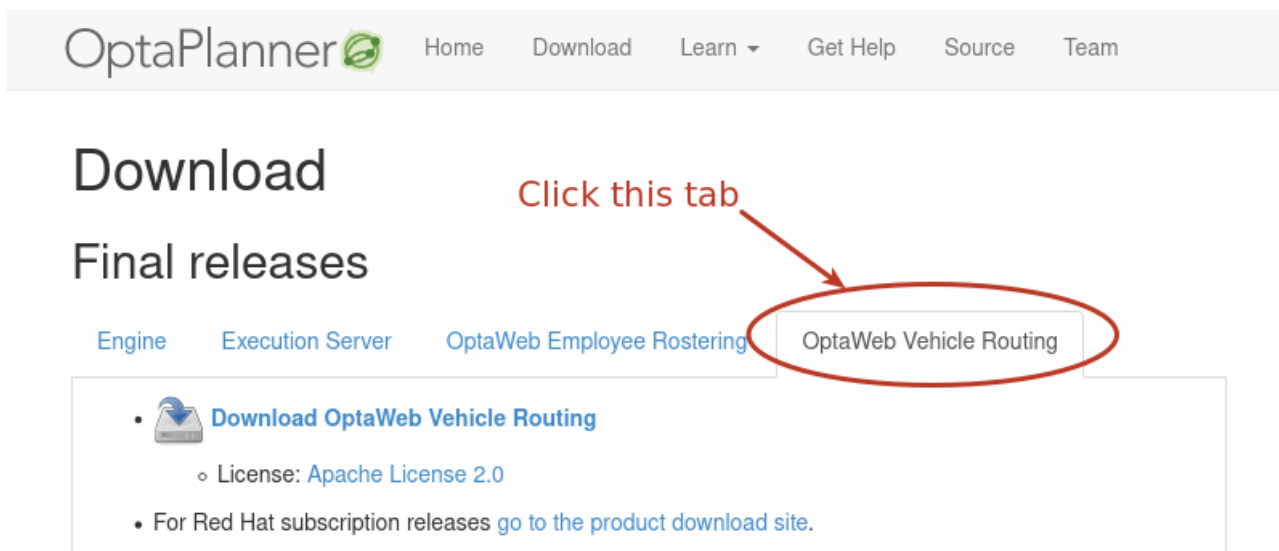 OptaPlanner Home Download Learn Get Help Source Team
Download
Click this tab
Final releases
Engine Execution Server OptaWeb Employee Rostering OptaWeb Vehicle Routing
Download OptaWeb Vehicle Routing
License: Apache License 2.0
For Red Hat subscription releases go to the product download site.